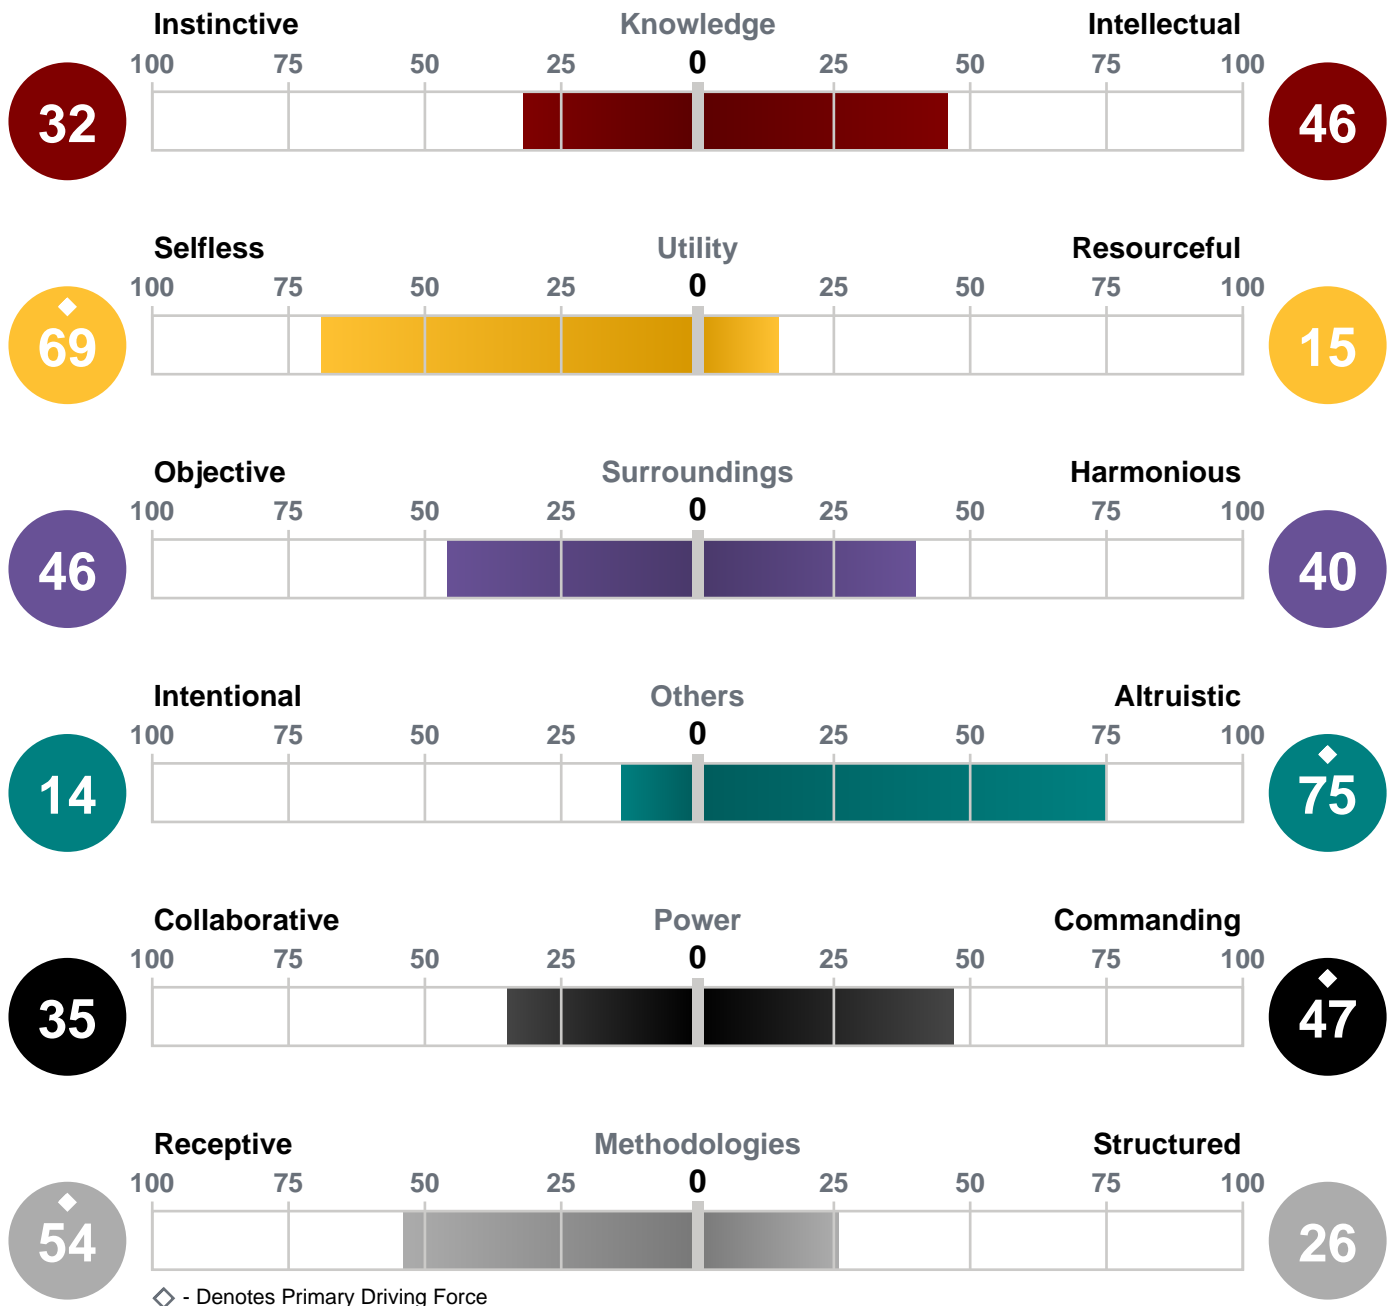 Instinctive Knowledge Intellectual
100 75 50 25 0 25 50 75 100
32 46
Selfless Utility Resourceful
100 75 50 25 0 25 50 75 100
69 15
Objective Surroundings Harmonious
100 75 50 25 0 25 50 75 100
46 40
Intentional Others Altruistic
100 75 50 25 0 25 50 75 100
14 75
Collaborative Power Commanding
100 75 50 25 0 25 50 75 100
35 47
Receptive Methodologies Structured
100 75 50 25 0 25 50 75 100
54 26
- Denotes Primary Driving Force